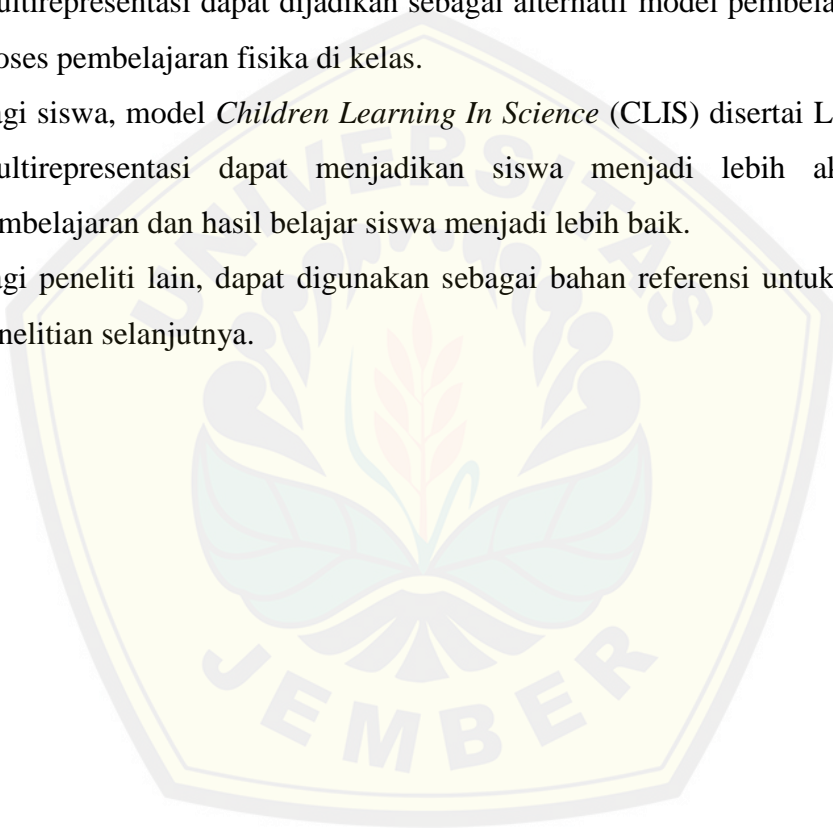 ultirepresentasi dapat dijadikan sebagai alternatif model pembela
oses pembelajaran fisika di kelas.
agi siswa, model Children Learning In Science (CLIS) disertai L
ultirepresentasi dapat menjadikan siswa menjadi lebih ak
mbelajaran dan hasil belajar siswa menjadi lebih baik.
agi peneliti lain, dapat digunakan sebagai bahan referensi untuk
nelitian selanjutnya.
UNIVERSITAS
JEMBER